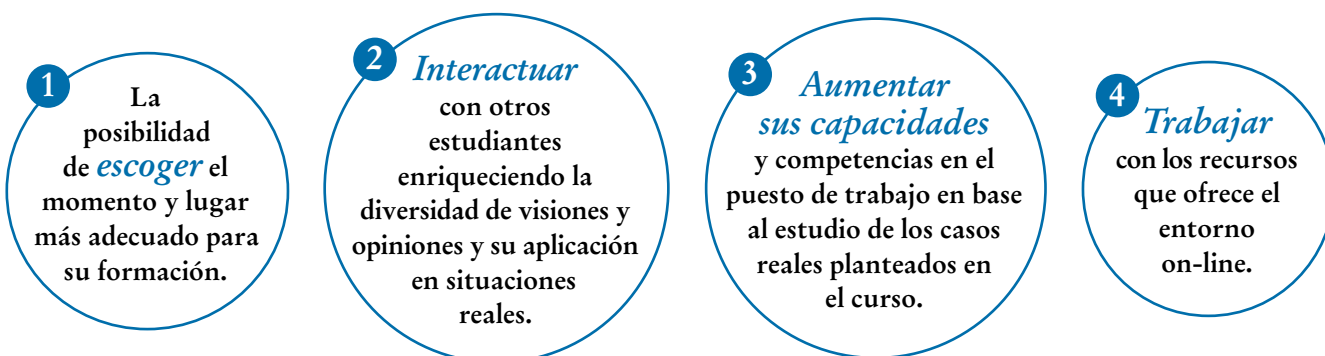 1
La
posibilidad
de escoger el
momento y lugar
más adecuado para
su formación.
2
Interactuar
con otros
estudiantes
enriqueciendo la
diversidad de visiones y
opiniones y su aplicación
en situaciones
reales.
3
Aumentar
sus capacidades
y competencias en el
puesto de trabajo en base
al estudio de los casos
reales planteados en
el curso.
4
Trabajar
con los recursos
que ofrece el
entorno
on-line.